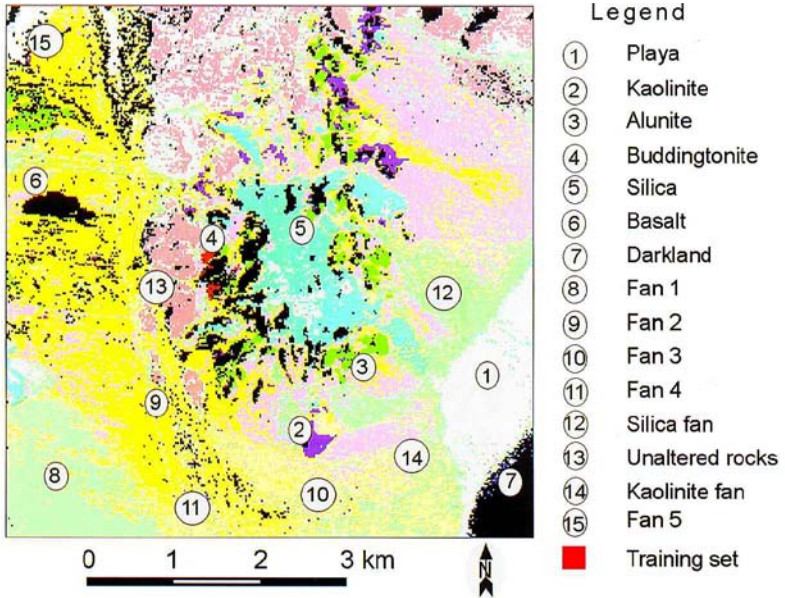 Legend
1 Playa
2 Kaolinite
3 Alunite
4 Buddingtonite
5 Silica
6 Basalt
7 Darkland
8 Fan 1
9 Fan 2
10 Fan 3
11 Fan 4
12 Silica fan
13 Unaltered rocks
14 Kaolinite fan
15 Fan 5
Training set
15
6
4
5
13
12
3
1
9
2
14
8
7
10
11
0 1 2 3 km
N